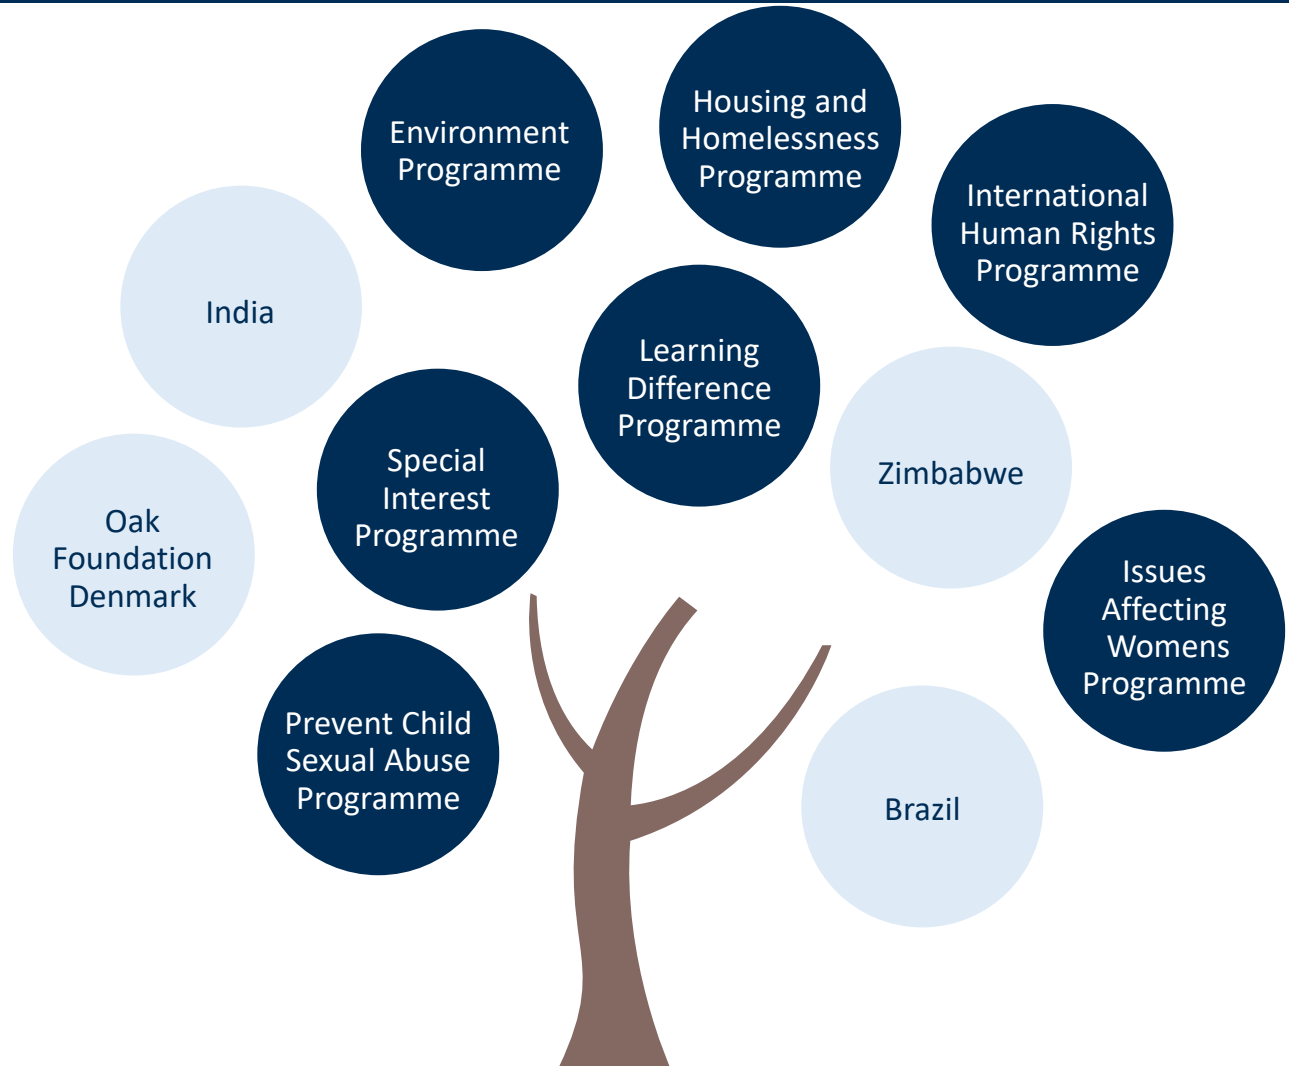 Environment
Programme
Housing and
Homelessness
Programme
International
Human Rights
Programme
India
Learning
Difference
Programme
Special
Interest
Programme
Zimbabwe
Oak
Foundation
Denmark
Issues
Affecting
Womens
Programme
Prevent Child
Sexual Abuse
Programme
Brazil